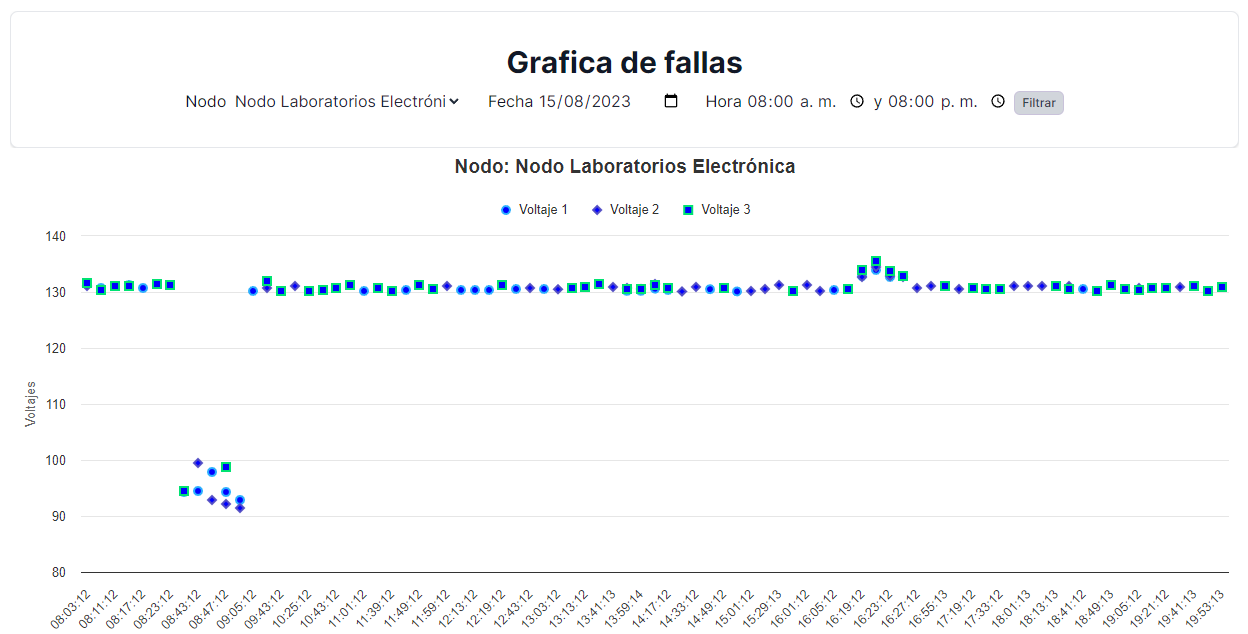 Grafica de fallas
Nodo Nodo Laboratorios Electróni Fecha 15/08/2023 Hora 08:00 a. m. y 08:00 p. m. Filtrar
Nodo: Nodo Laboratorios Electrónica
Voltaje 1 Voltaje 2 Voltaje 3
140
130
120
110
100
90
80
Voltajes
08:03:12 08:11:12 08:17:12 08:23:12 08:43:12 08:47:12 09:05:12 09:43:12 10:25:12 10:43:12 11:01:12 11:39:12 11:49:12 11:59:12 12:13:12 12:19:12 12:43:12 13:03:12 13:13:12 13:41:13 13:59:14 14:17:12 14:33:12 14:49:12 15:01:12 15:29:13 16:01:12 16:05:12 16:19:12 16:23:12 16:27:12 16:55:13 17:19:12 17:33:12 18:01:13 18:13:13 18:41:12 18:49:13 19:05:12 19:21:12 19:41:13 19:53:13